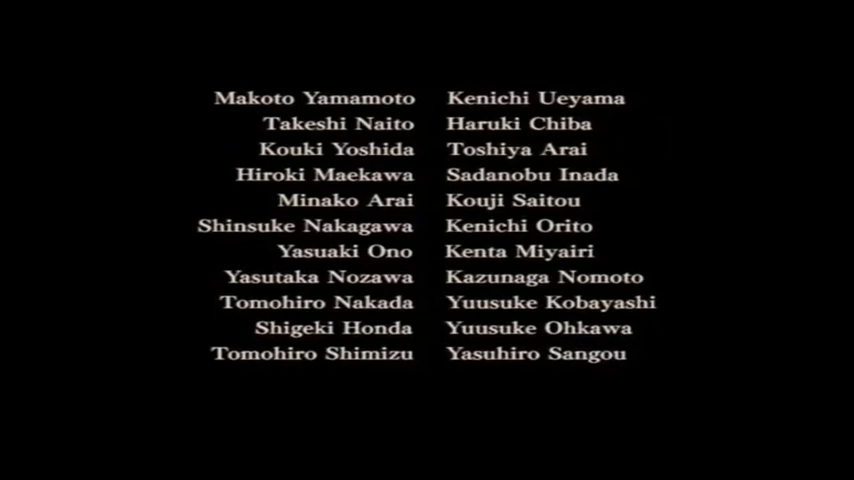 Makoto Yamamoto Kenichi Ueyama
Takeshi Naito Haruki Chiba
Kouki Yoshida Toshiya Arai
Hiroki Maekawa Sadanobu Inada
Minako Arai Kouji Saitou
Shinsuke Nakagawa Kenichi Orito
Yasuaki Ono Kenta Miyairi
Yasutaka Nozawa Kazunaga Nomoto
Tomohiro Nakada Yuusuke Kobayashi
Shigeki Honda Yuusuke Ohkawa
Tomohiro Shimizu Yasuhiro Sangou